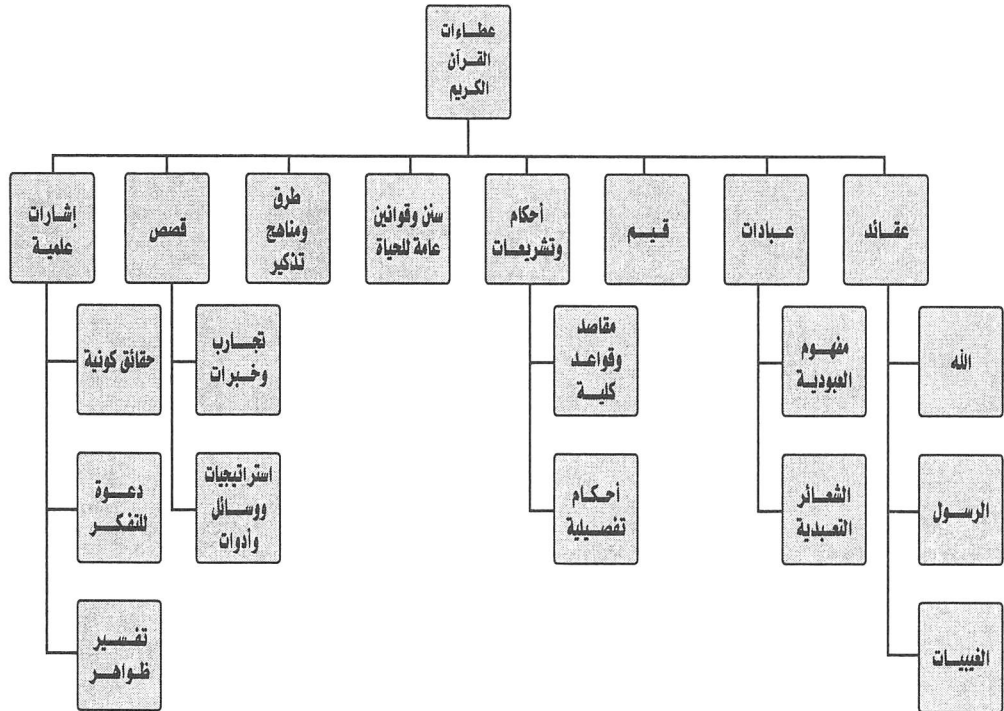 عطاءات
القرآن
الكريم
عقائد
الله
الرسول
الغيبيات
عبادات
مفهوم
العبودية
الشعائر
التعبدية
قيم
أحكام
وتشريعات
مقاصد
وقواعد
كلية
أحكام
تفصيلية
سنن وقوانين
عامة للحياة
طرق
ومناهج
تذكير
قصص
تجارب
وخبرات
استراتيجيات
ووسائل
وأدوات
إشارات
علمية
حقائق كونية
دعوة
للتفكر
تفسير
ظواهر